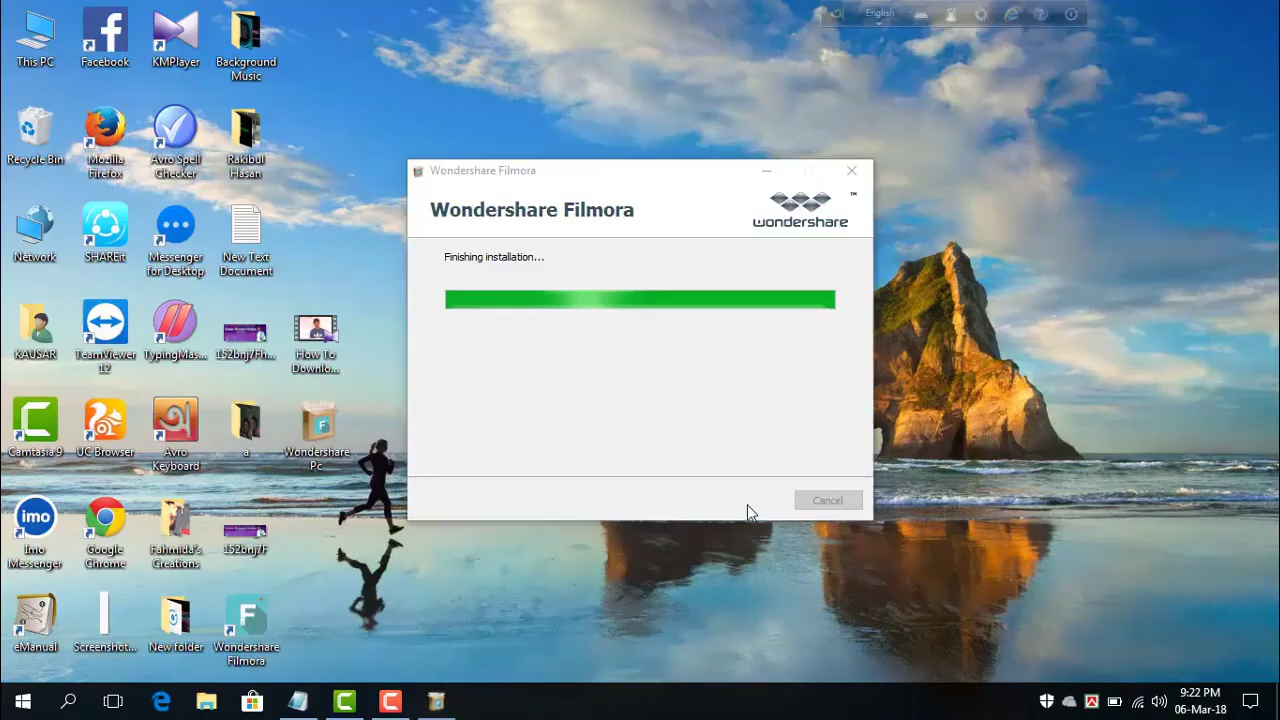 English
This PC
Facebook
KMPlayer
Background
Music
Recycle Bin
Mozilla
Firefox
Avro Spell
Checker
Rakibul
Hasan
Network
SHAREit
Messenger
for Desktop
New Text
Document
KAUSAR
TeamViewer
12
TypingMas...
152bnj7Fh...
How To
Downlo...
Camtasia 9
UC Browser
Avro
Keyboard
a
Wondershare
Pc
imo
Imo
Messenger
Google
Chrome
Fahmida's
Creations
152bnj7F
eManual
Screenshot...
New folder
F
Wondershare
Filmora
Wondershare Filmora
Wondershare Filmora
wondershare
TM
Finishing installation...
Cancel
9:22 PM
06-Mar-18